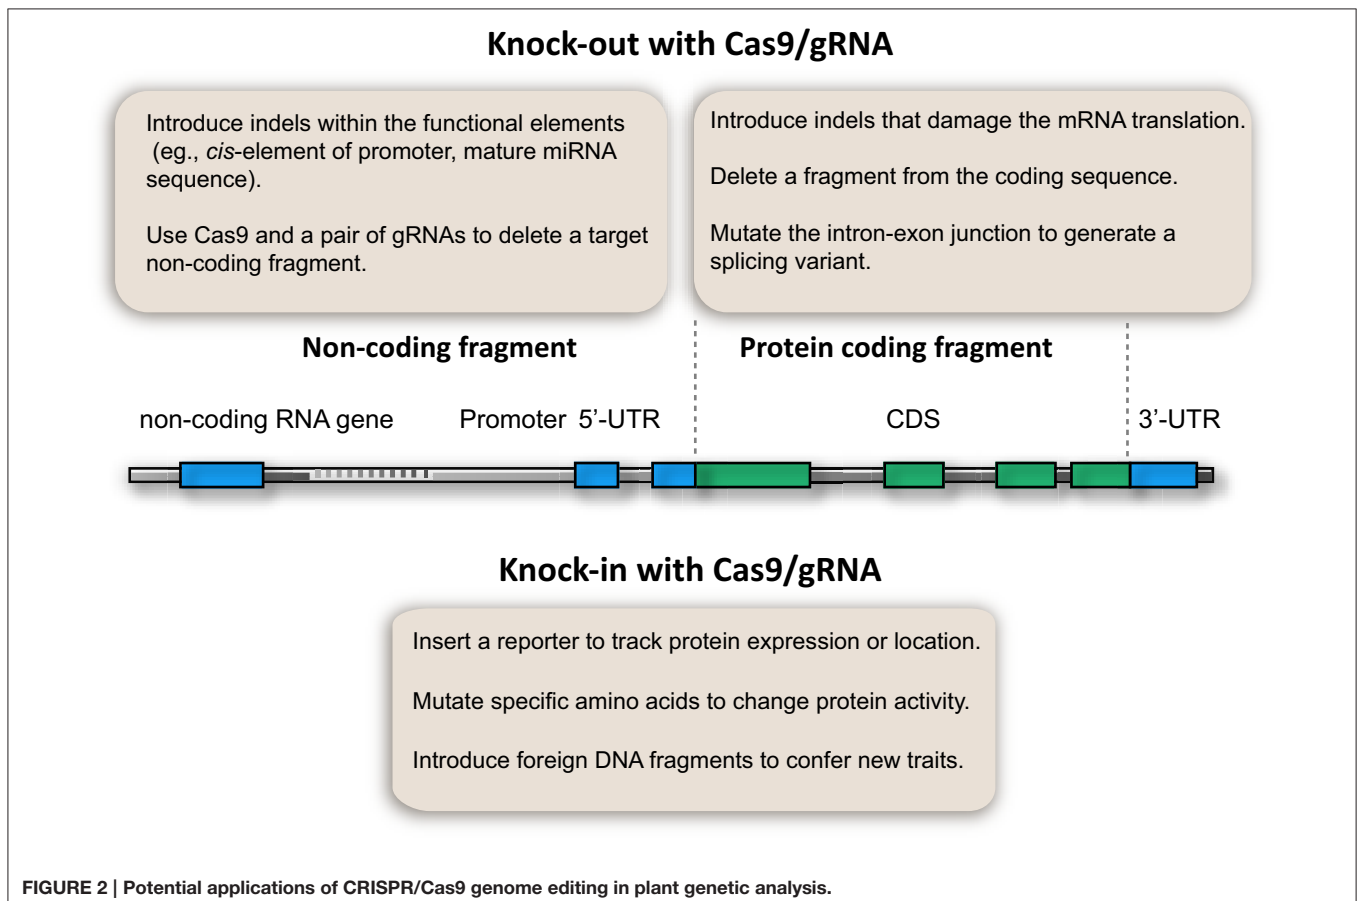 Knock-out with Cas9/gRNA
Introduce indels within the functional elements
(eg., cis-element of promoter, mature miRNA
sequence).
Use Cas9 and a pair of gRNAs to delete a target
non-coding fragment.
Introduce indels that damage the mRNA translation.
Delete a fragment from the coding sequence.
Mutate the intron-exon junction to generate a
splicing variant.
Non-coding fragment
Protein coding fragment
non-coding RNA gene
Promoter
5’-UTR
CDS
3’-UTR
Knock-in with Cas9/gRNA
Insert a reporter to track protein expression or location.
Mutate specific amino acids to change protein activity.
Introduce foreign DNA fragments to confer new traits.
FIGURE 2 | Potential applications of CRISPR/Cas9 genome editing in plant genetic analysis.